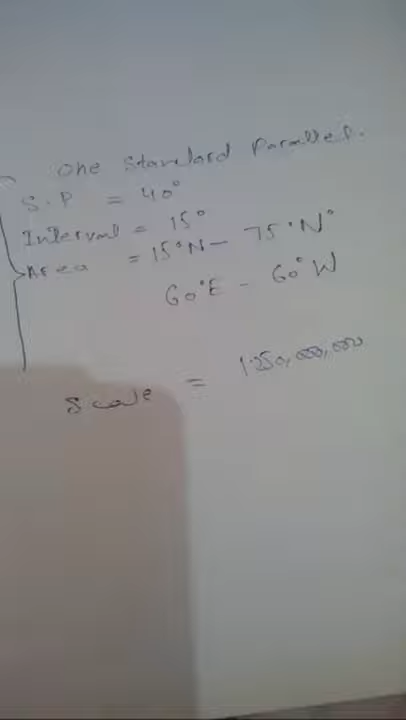 One Standard Parallel.
S.P = 40°
Interval = 15°
Area = 15°N - 75°N°
60°E - 60°W
Scale = 1:250,000,000